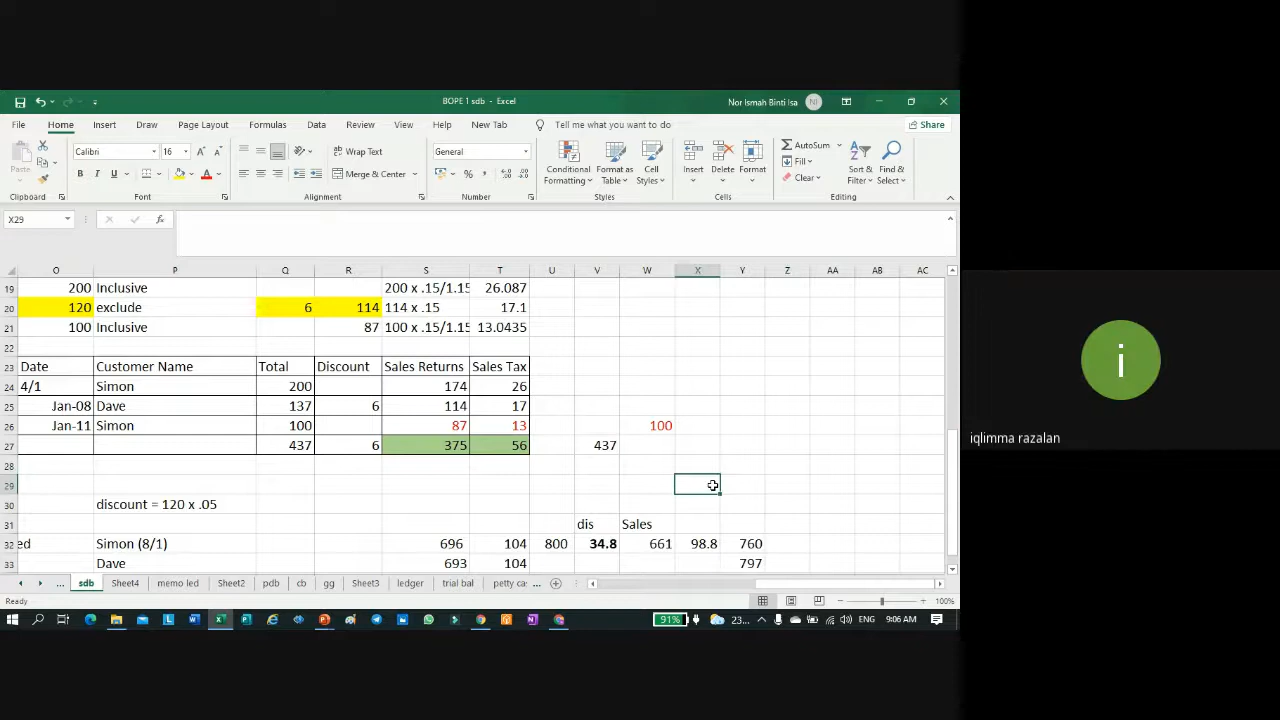 BOPE 1 sdb - Excel
Nor Ismah Binti Isa
NI
File Home Insert Draw Page Layout Formulas Data Review View Help New Tab Tell me what you want to do Share
Paste
Calibri 16
Wrap Text
General
Merge & Center
Conditional Formatting
Format as Table
Cell Styles
Insert Delete Format
AutoSum
Fill
Clear
Sort & Filter
Find & Select
Clipboard Font Alignment Number Styles Cells Editing
X29
O P Q R S T U V W X Y Z AA AB AC
19 200 Inclusive 200 x .15/1.15 26.087
20 120 exclude 6 114 114 x .15 17.1
21 100 Inclusive 87 100 x .15/1.15 13.0435
22
23 Date Customer Name Total Discount Sales Returns Sales Tax
24 4/1 Simon 200 174 26
25 Jan-08 Dave 137 6 114 17
26 Jan-11 Simon 100 87 13 100
27 437 6 375 56 437
28
29
30 discount = 120 x .05
31 dis Sales
32 ed Simon (8/1) 696 104 800 34.8 661 98.8 760
33 Dave 693 104 797
... sdb Sheet4 memo led Sheet2 pdb cb gg Sheet3 ledger trial bal petty ca ...
Ready 100%
91% 23... ENG 9:06 AM
i
iqlimma razalan